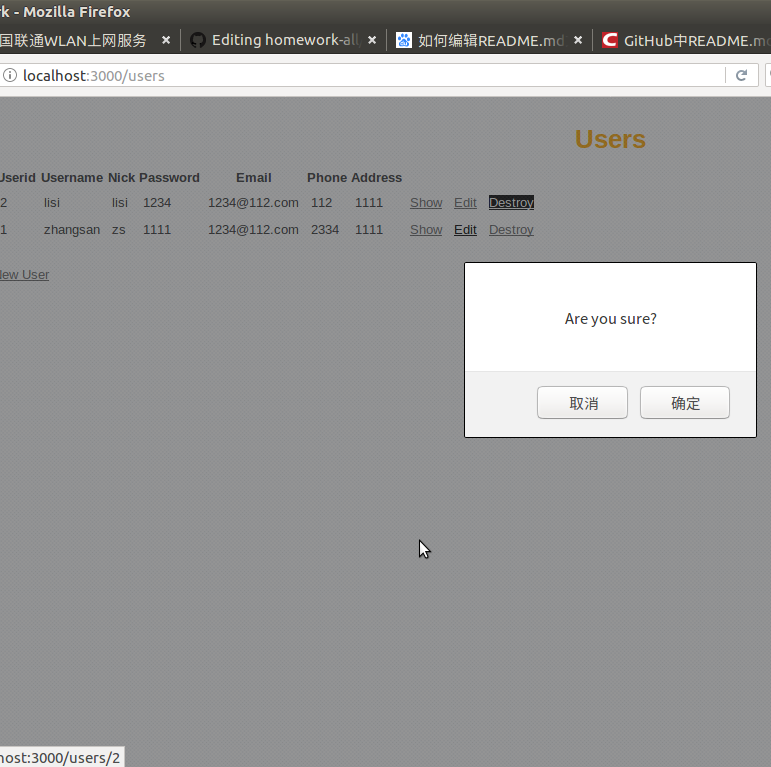 k - Mozilla Firefox
国联通WLAN上网服务 × Editing homework-all × 如何编辑README.md × GitHub中README.md
localhost:3000/users
Users
Userid Username Nick Password Email Phone Address
2 lisi lisi 1234 1234@112.com 112 1111 Show Edit Destroy
1 zhangsan zs 1111 1234@112.com 2334 1111 Show Edit Destroy
New User
Are you sure?
取消 确定
host:3000/users/2